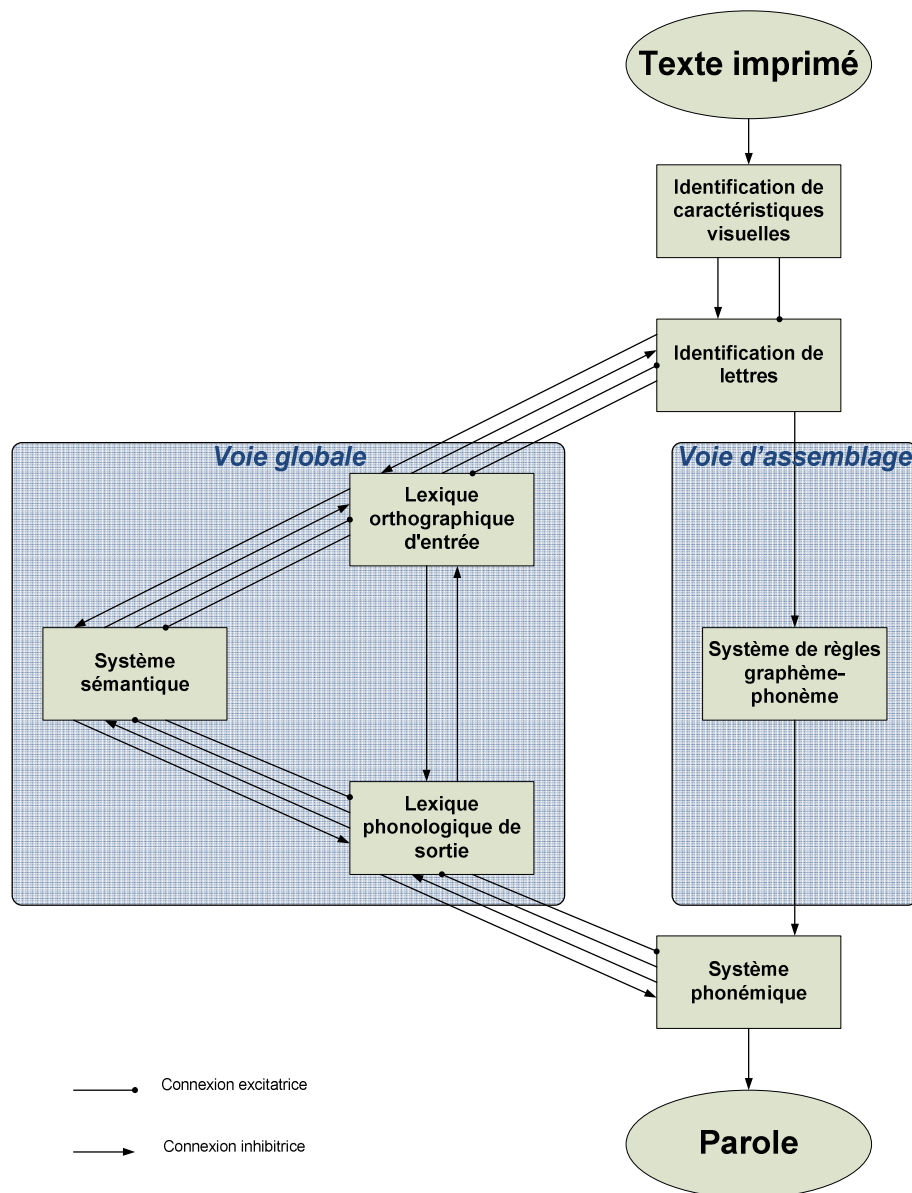 Texte imprimé
Identification de
caractéristiques
visuelles
Identification de
lettres
Voie globale
Voie d'assemblage
Lexique
orthographique
d'entrée
Système
sémantique
Système de règles
graphème-
phonème
Lexique
phonologique de
sortie
Système
phonémique
Connexion excitatrice
Connexion inhibitrice
Parole